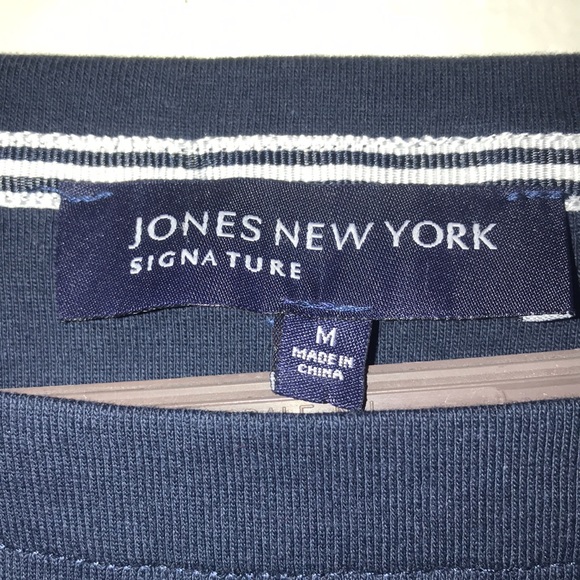 JONES NEW YORK
SIGNATURE
M
MADE IN
CHINA